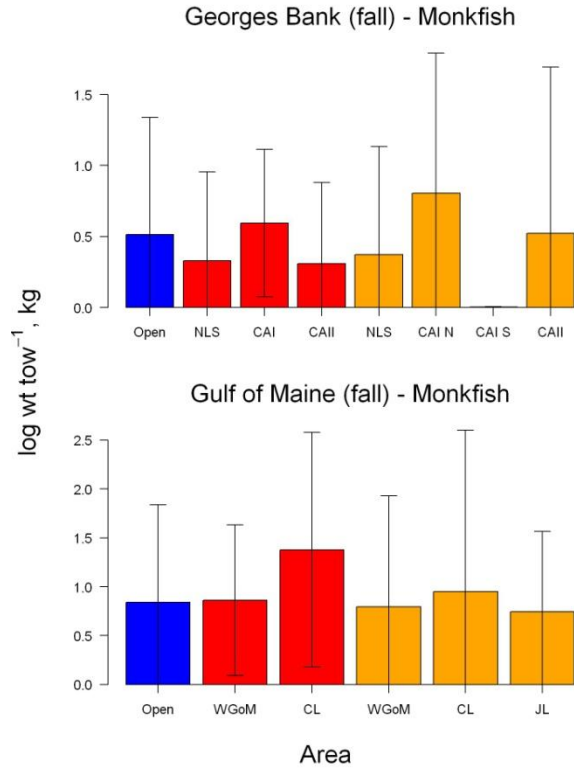 Georges Bank (fall) - Monkfish
1.5
1.0
0.5
0.0
Open NLS CAI CAII NLS CAI N CAI S CAII
log wt tow⁻¹, kg
Gulf of Maine (fall) - Monkfish
2.5
2.0
1.5
1.0
0.5
0.0
Open WGoM CL WGoM CL JL
Area